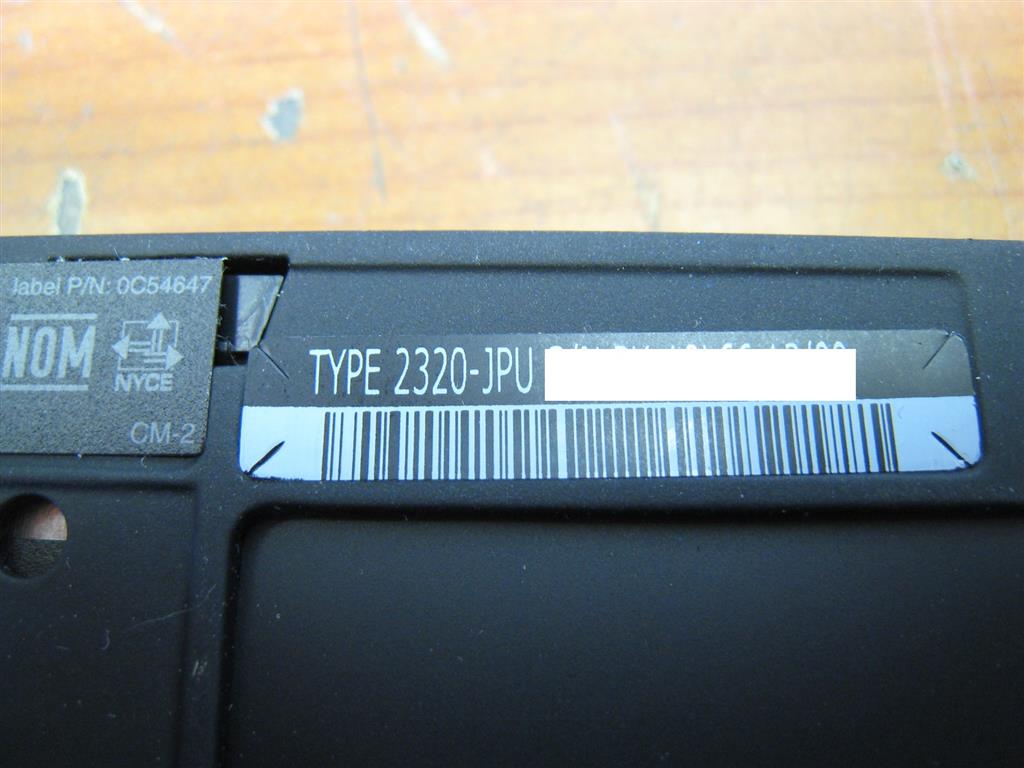 label P/N: 0C54647
NOM
NYCE
CM-2
TYPE 2320-JPU